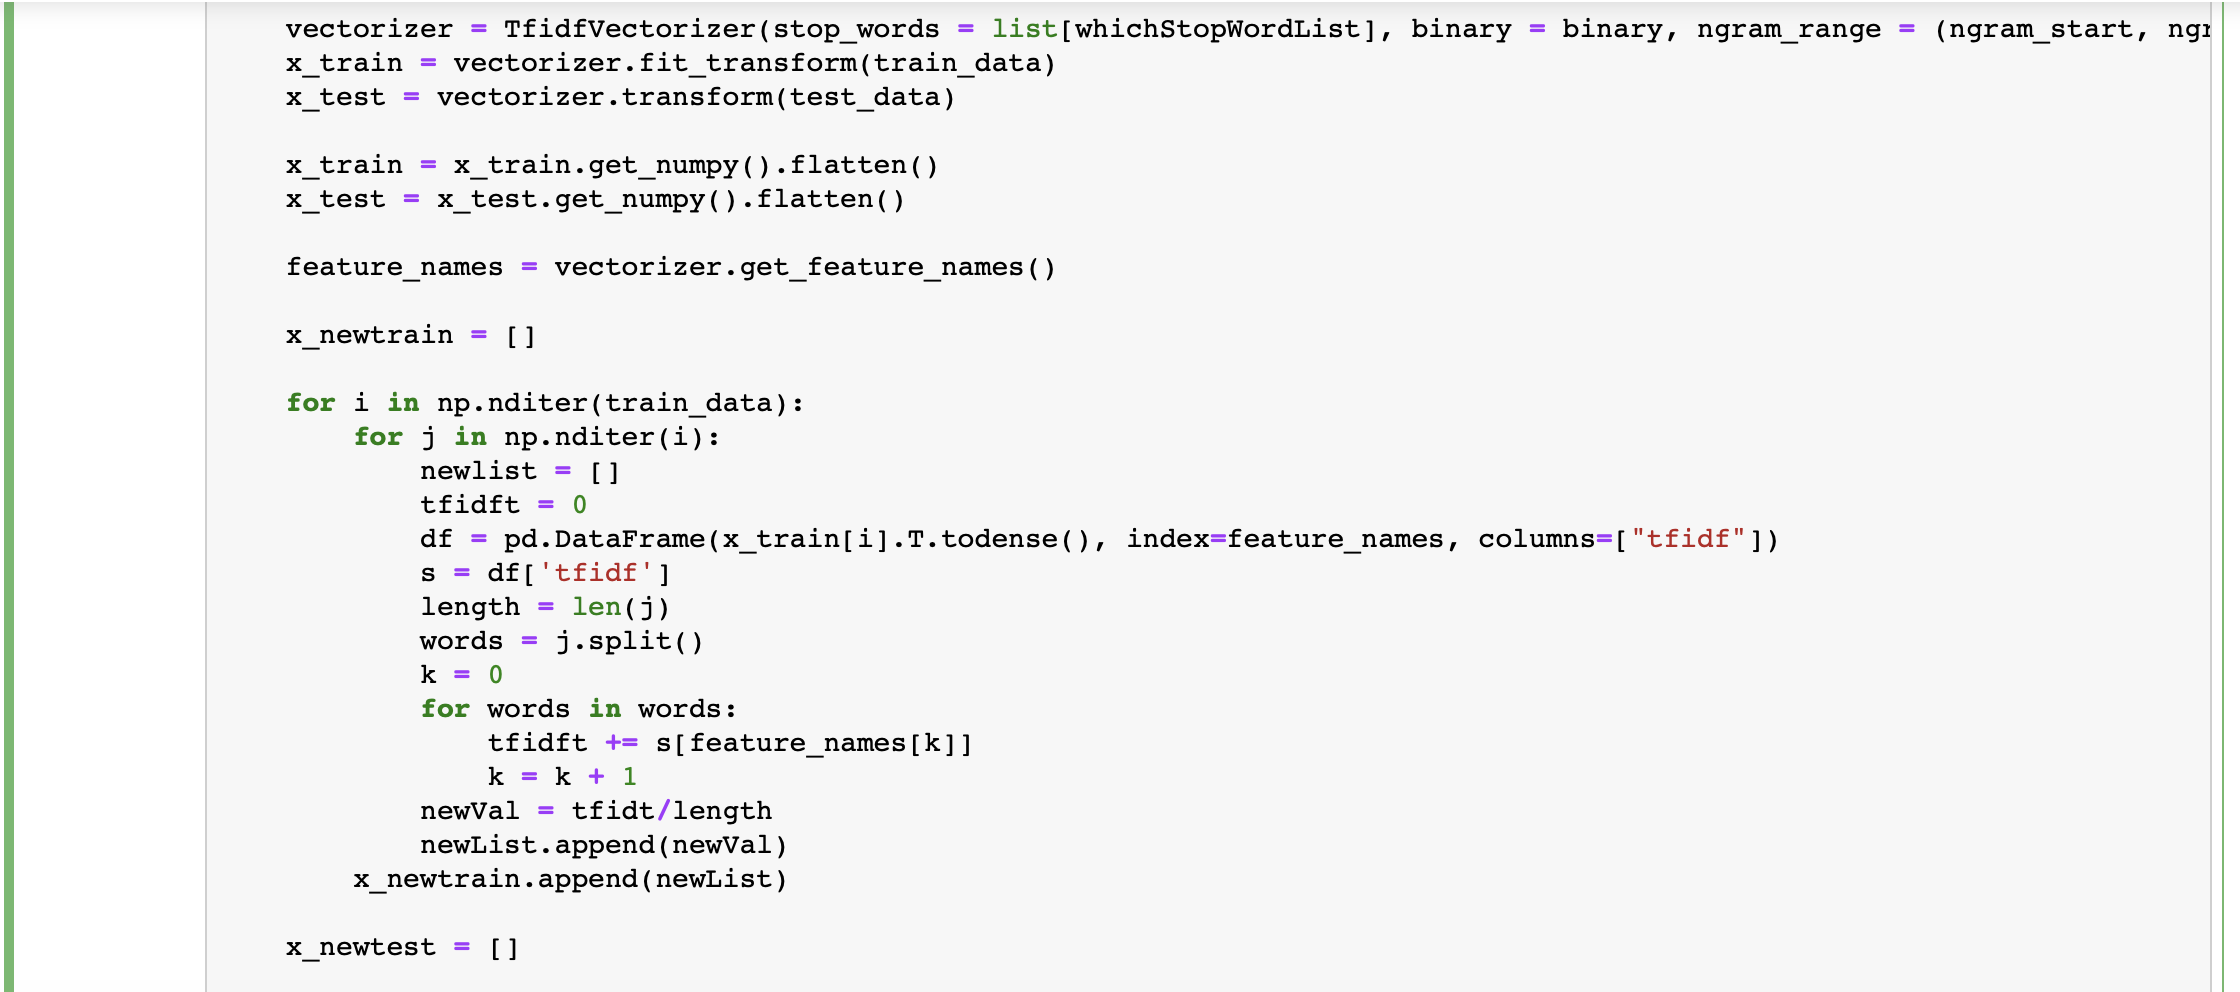 vectorizer = TfidfVectorizer(stop_words = list[whichStopWordList], binary = binary, ngram_range = (ngram_start, ngr
x_train = vectorizer.fit_transform(train_data)
x_test = vectorizer.transform(test_data)
x_train = x_train.get_numpy().flatten()
x_test = x_test.get_numpy().flatten()
feature_names = vectorizer.get_feature_names()
x_newtrain = []
for i in np.nditer(train_data):
    for j in np.nditer(i):
        newlist = []
        tfidft = 0
        df = pd.DataFrame(x_train[i].T.todense(), index=feature_names, columns=["tfidf"])
        s = df['tfidf']
        length = len(j)
        words = j.split()
        k = 0
        for words in words:
            tfidft += s[feature_names[k]]
            k = k + 1
        newVal = tfidt/length
        newList.append(newVal)
    x_newtrain.append(newList)
x_newtest = []